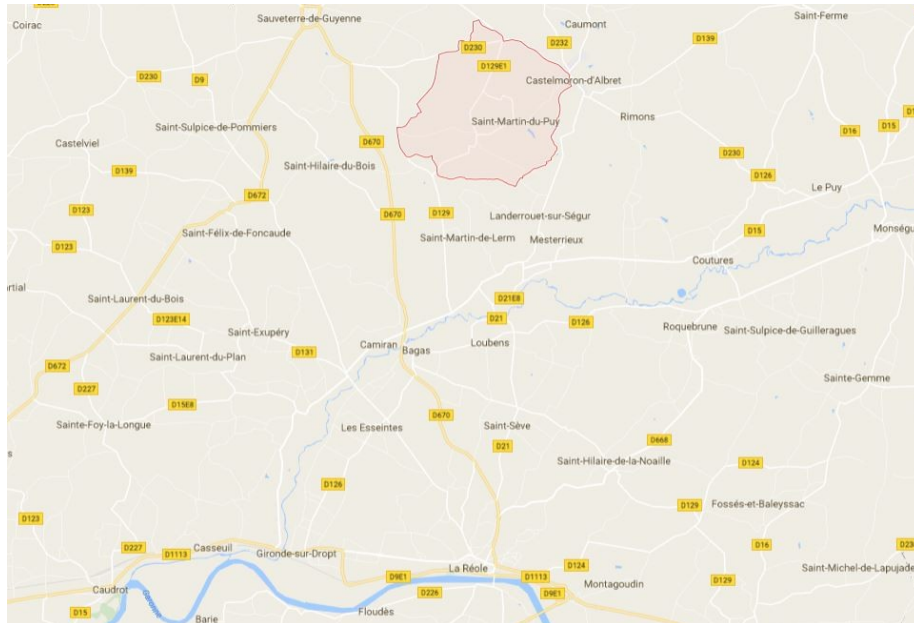 Coirac
Sauveterre-de-Guyenne
Caumont
Saint-Ferme
D230
D232
D139
D230
D9
D129E1
Castelmoron-d'Albret
Saint-Sulpice-de-Pommiers
Saint-Martin-du-Puy
Rimons
D16
D15
Castelviel
D670
D139
Saint-Hilaire-du-Bois
D230
D126
Le Puy
D672
D123
D670
D129
Landerrouet-sur-Ségur
Saint-Félix-de-Foncaude
Saint-Martin-de-Lerm
Mesterrieux
D15
D123
Coutures
Saint-Laurent-du-Bois
D21E8
D123E14
Saint-Exupéry
D21
D126
Roquebrune
Saint-Sulpice-de-Guilleragues
Camiran
Bagas
Loubens
D131
Saint-Laurent-du-Plan
D672
D227
Sainte-Gemme
D15E8
D670
Sainte-Foy-la-Longue
Les Esseintes
Saint-Sève
D21
D668
Saint-Hilaire-de-la-Noaille
D124
D126
D129
Fossés-et-Baleyssac
D123
D227
D1113
Casseuil
Gironde-sur-Dropt
D16
La Réole
D124
Saint-Michel-de-Lapujade
D9E1
D1113
Montagoudin
D129
Caudrot
D226
D9E1
Garonne
D15
Barie
Floudès